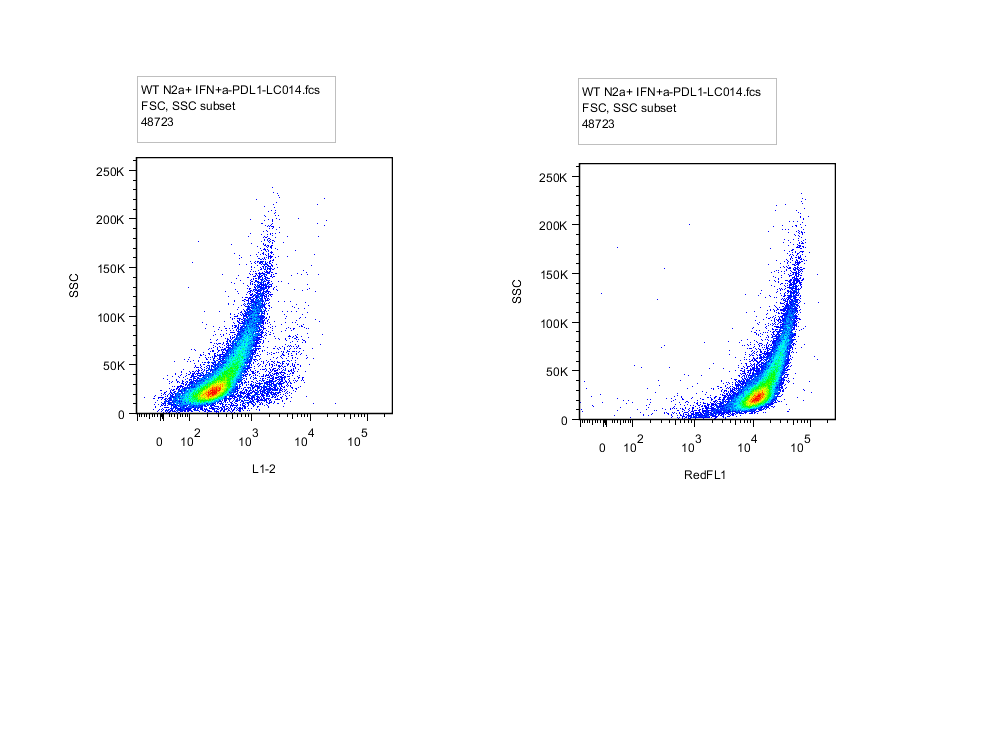 WT N2a+ IFN+a-PDL1-LC014.fcs
FSC, SSC subset
48723
250K
200K
150K
100K
50K
0
SSC
0 10^2 10^3 10^4 10^5
L1-2
WT N2a+ IFN+a-PDL1-LC014.fcs
FSC, SSC subset
48723
250K
200K
150K
100K
50K
0
SSC
0 10^2 10^3 10^4 10^5
RedFL1